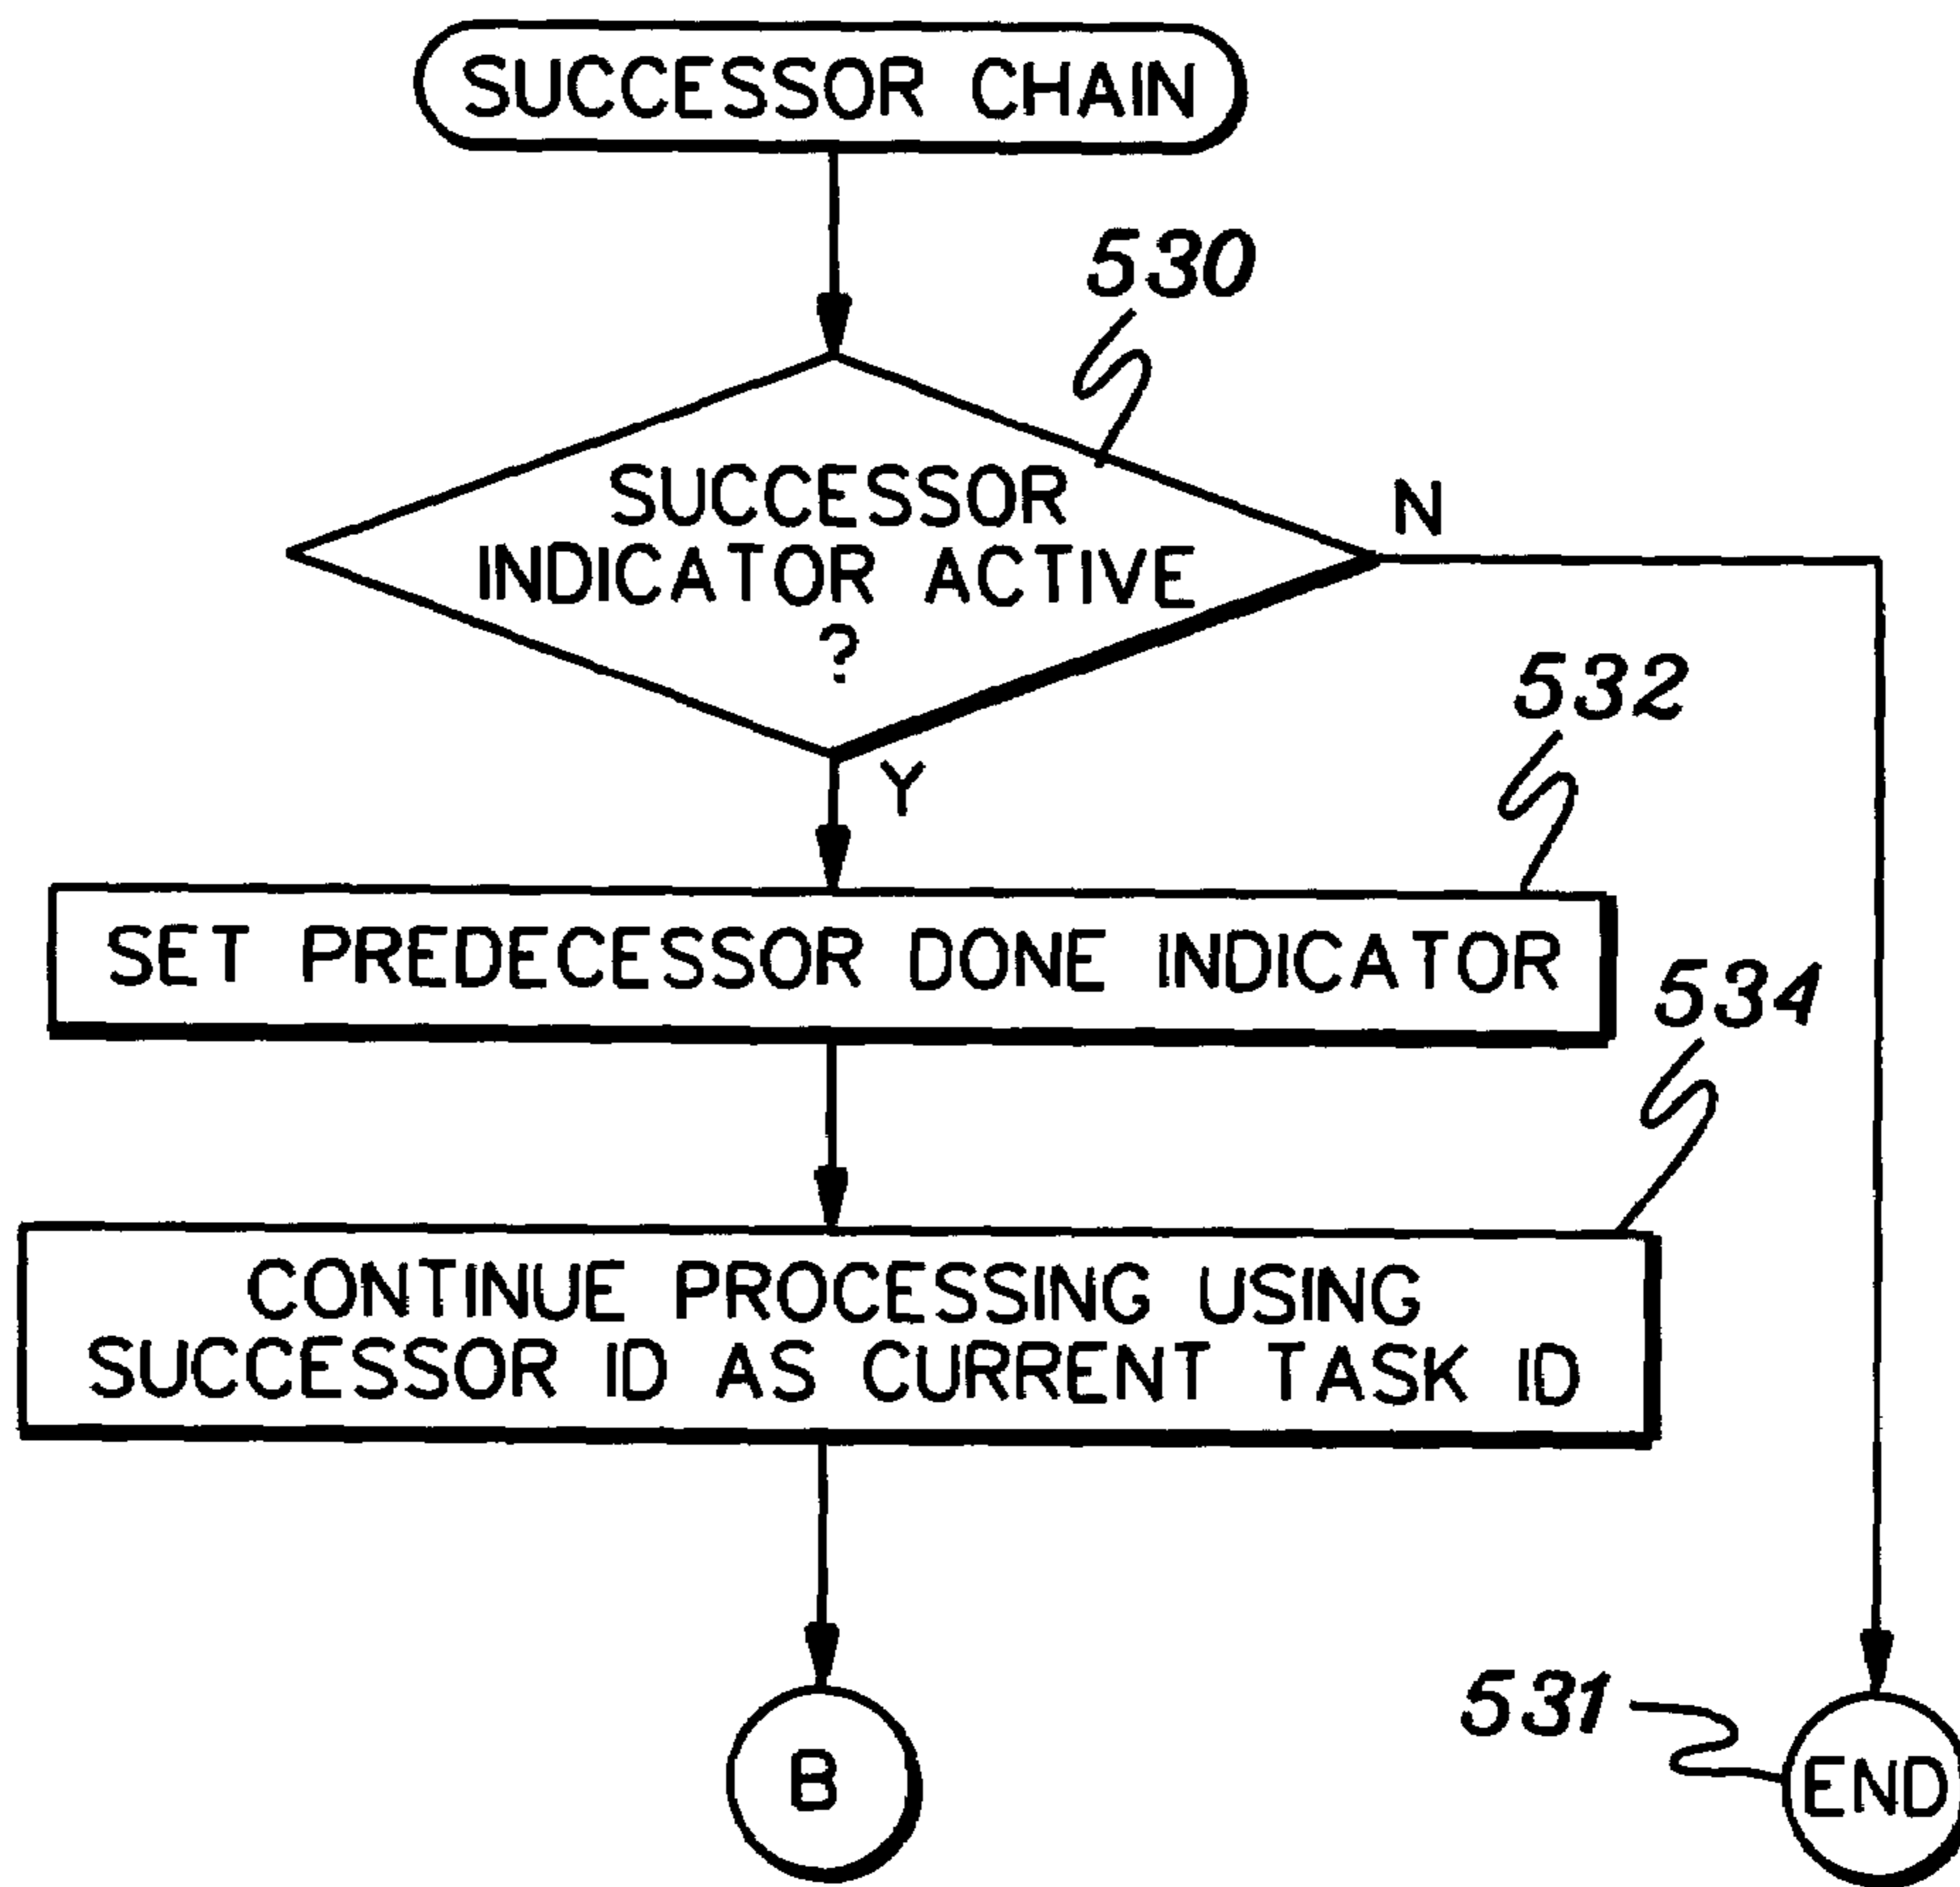 SUCCESSOR CHAIN
530
SUCCESSOR
INDICATOR ACTIVE
?
N
Y
532
SET PREDECESSOR DONE INDICATOR
534
CONTINUE PROCESSING USING
SUCCESSOR ID AS CURRENT TASK ID
B
531
END